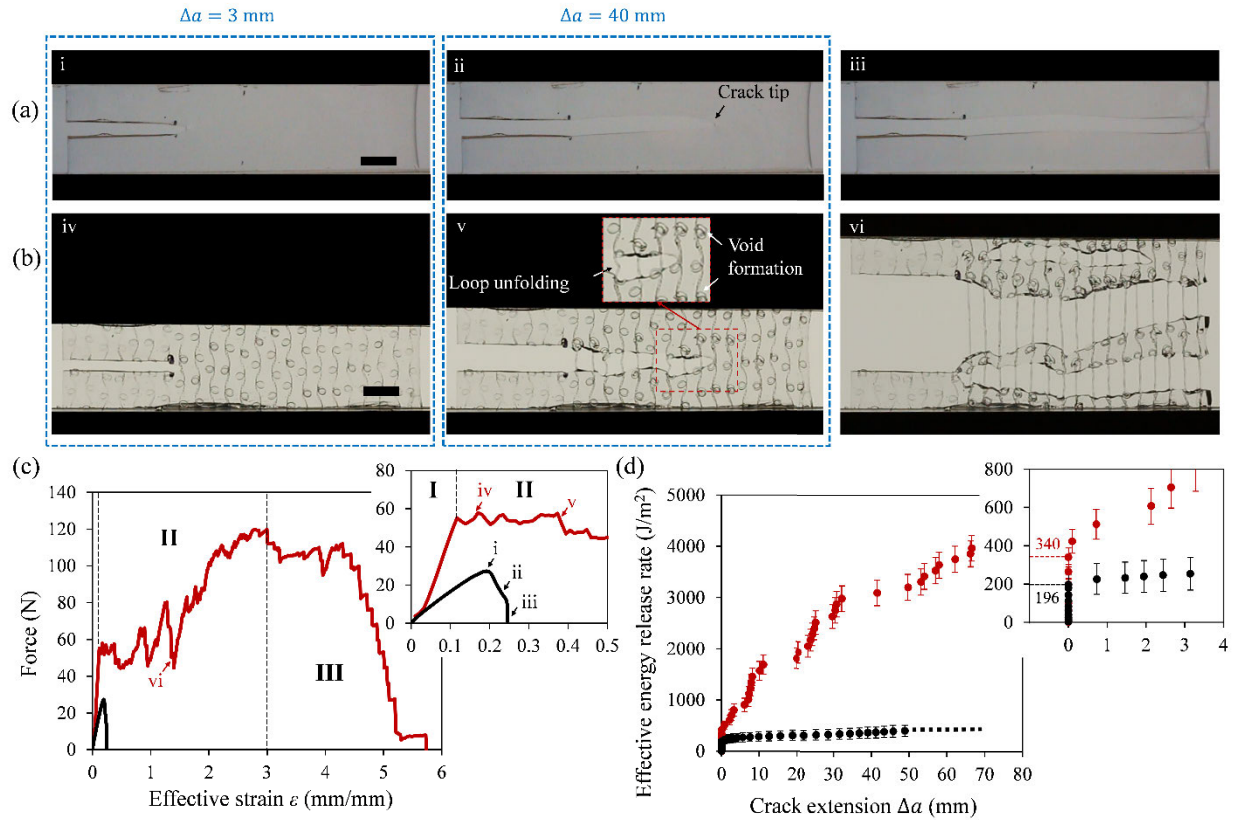 Δa = 3 mm
Δa = 40 mm
(a)
i
ii
Crack tip
iii
(b)
iv
v
Void
formation
Loop unfolding
vi
(c)
Force (N)
140
120
100
80
60
40
20
0
II
III
vi
0 1 2 3 4 5 6
Effective strain ε (mm/mm)
80
60
40
20
0
I
II
iv
v
i
ii
iii
0 0.1 0.2 0.3 0.4 0.5
(d)
Effective energy release rate (J/m²)
5000
4000
3000
2000
1000
0
0 10 20 30 40 50 60 70 80
Crack extension Δa (mm)
800
600
400
200
0
340
196
0 1 2 3 4